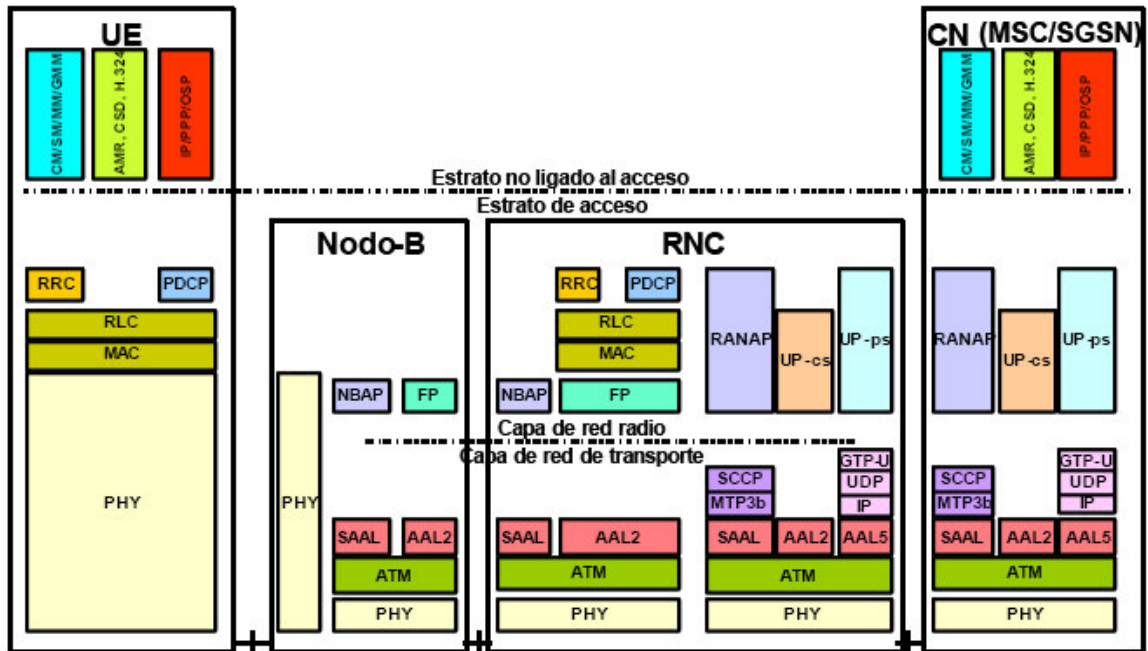 UE
CM/SM/MM/GMM
AMR, CSD, H.324
IP/PPP/OSP
CN (MSC/SGSN)
CM/SM/MM/GMM
AMR, CSD, H.324
IP/PPP/OSP
Estrato no ligado al acceso
Estrato de acceso
Nodo-B
RNC
RRC
PDCP
RLC
MAC
PHY
PHY
NBAP
FP
SAAL
AAL2
ATM
PHY
RRC
PDCP
RLC
MAC
NBAP
FP
RANAP
UP-cs
UP-ps
Capa de red radio
Capa de red de transporte
SAAL
AAL2
ATM
PHY
SCCP
MTP3b
GTP-U
UDP
IP
SAAL
AAL2
AAL5
ATM
PHY
RANAP
UP-cs
UP-ps
SCCP
MTP3b
GTP-U
UDP
IP
SAAL
AAL2
AAL5
ATM
PHY